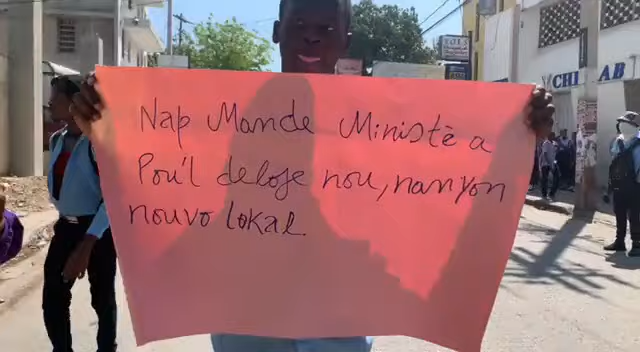 Nap Mande Ministè a
Pou'l deloje nou, nan yon
nouvo lokal.